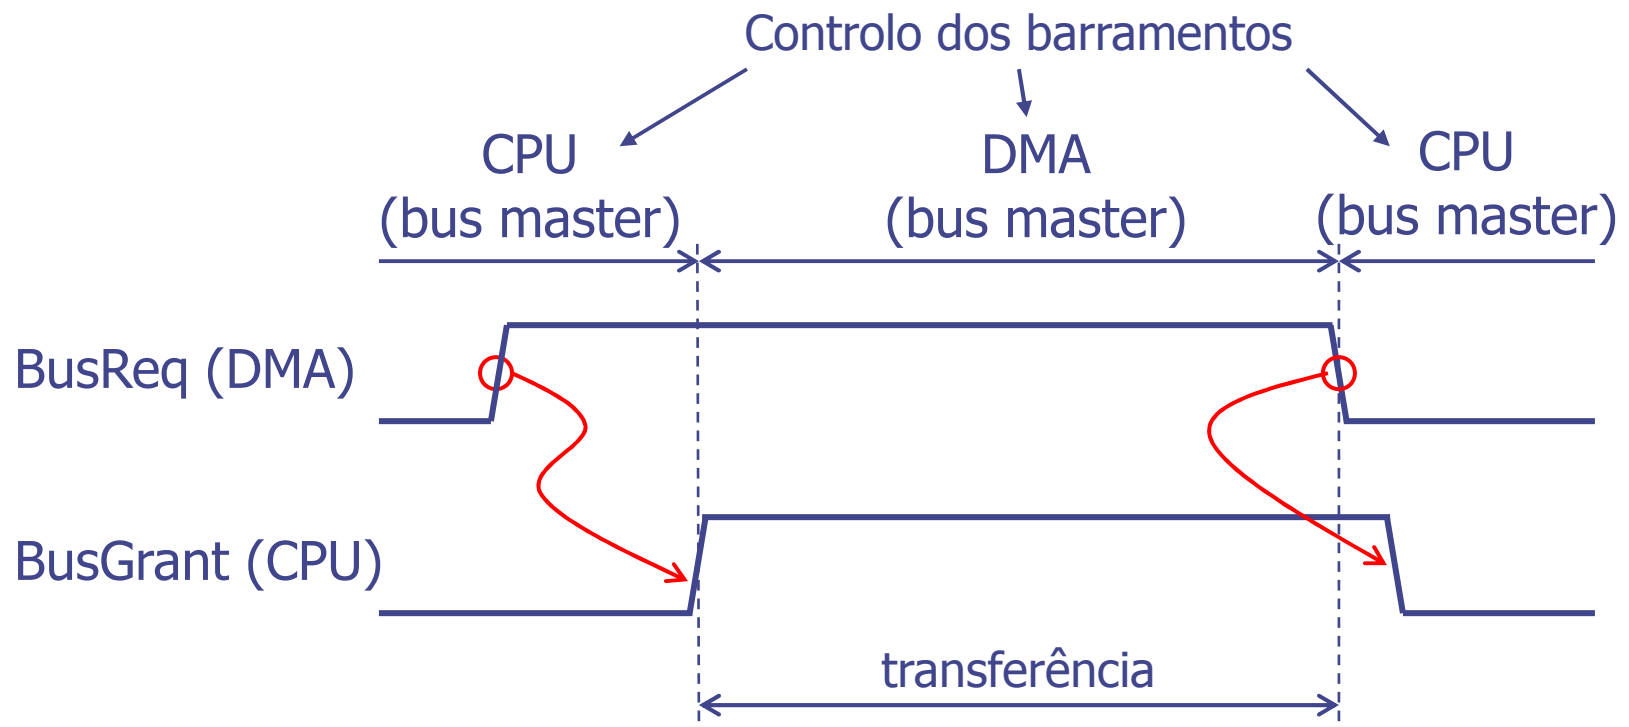 Controlo dos barramentos
CPU
(bus master)
DMA
(bus master)
CPU
(bus master)
BusReq (DMA)
BusGrant (CPU)
transferência